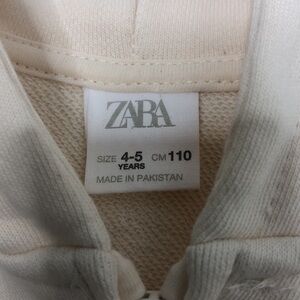 ZARA
SIZE 4-5 CM 110
YEARS
MADE IN PAKISTAN